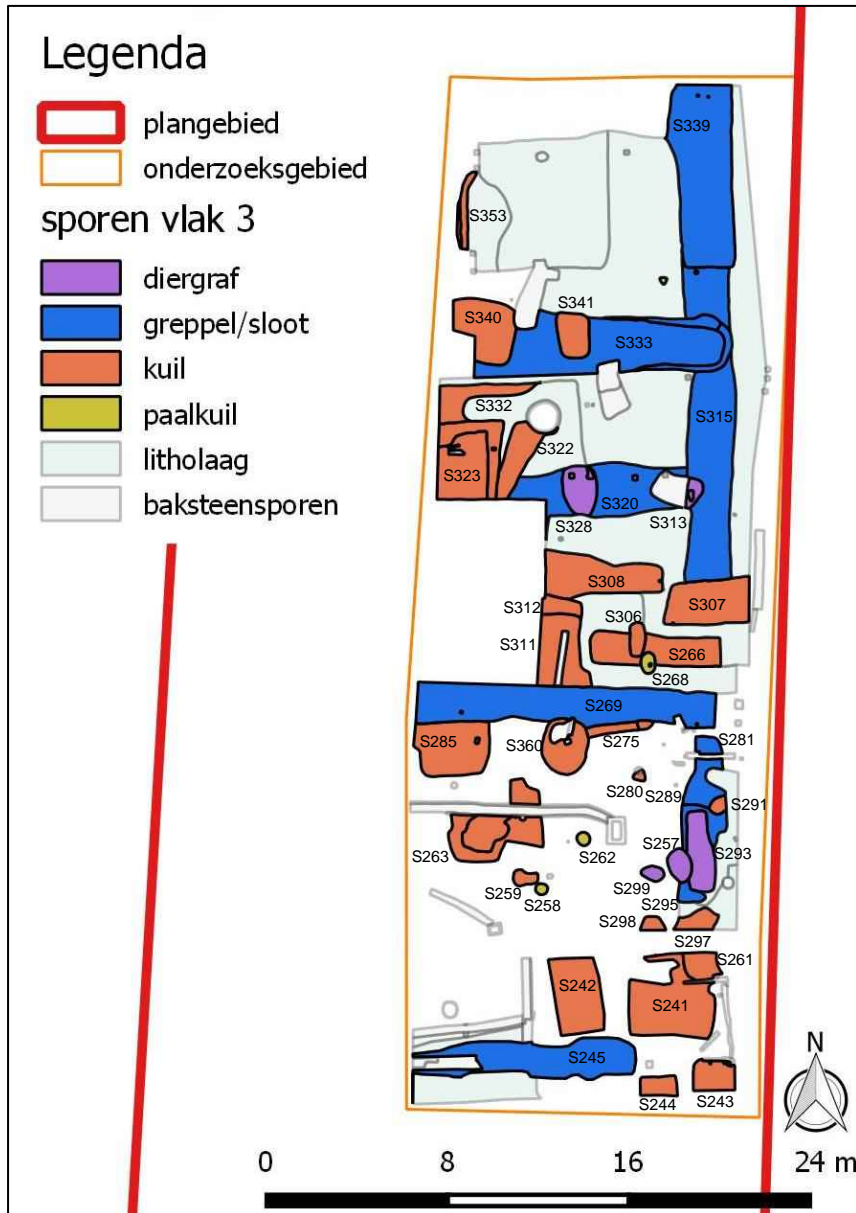 Legenda
plangebied
onderzoeksgebied
sporen vlak 3
diergraf
greppel/sloot
kuil
paalkuil
litholaag
baksteensporen
S339
S353
S341
S340
S333
S332
S315
S322
S323
S320
S328
S313
S308
S312
S307
S306
S311
S266
S268
S269
S285
S360
S275
S281
S280
S289
S291
S257
S263
S262
S293
S299
S259
S258
S295
S298
S297
S261
S242
S241
S245
S244
S243
N
0 8 16 24 m